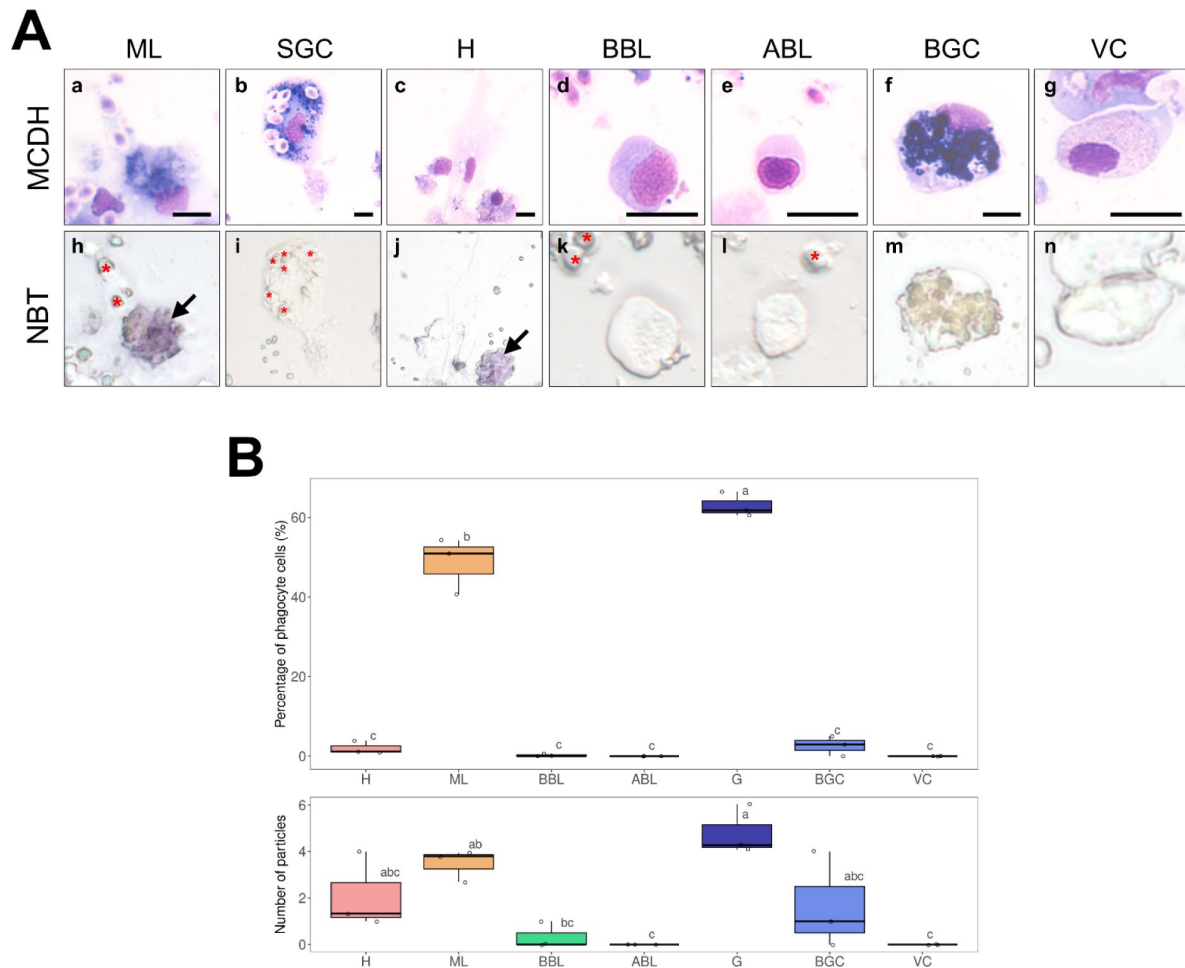 A
ML SGC H BBL ABL BGC VC
MCDH
a b c d e f g
NBT
h i j k l m n
* * * * * * * * * * *
B
Percentage of phagocyte cells (%)
60
40
20
0
c b c c a c c
H ML BBL ABL G BGC VC
Number of particles
6
4
2
0
abc ab bc c a abc c
H ML BBL ABL G BGC VC